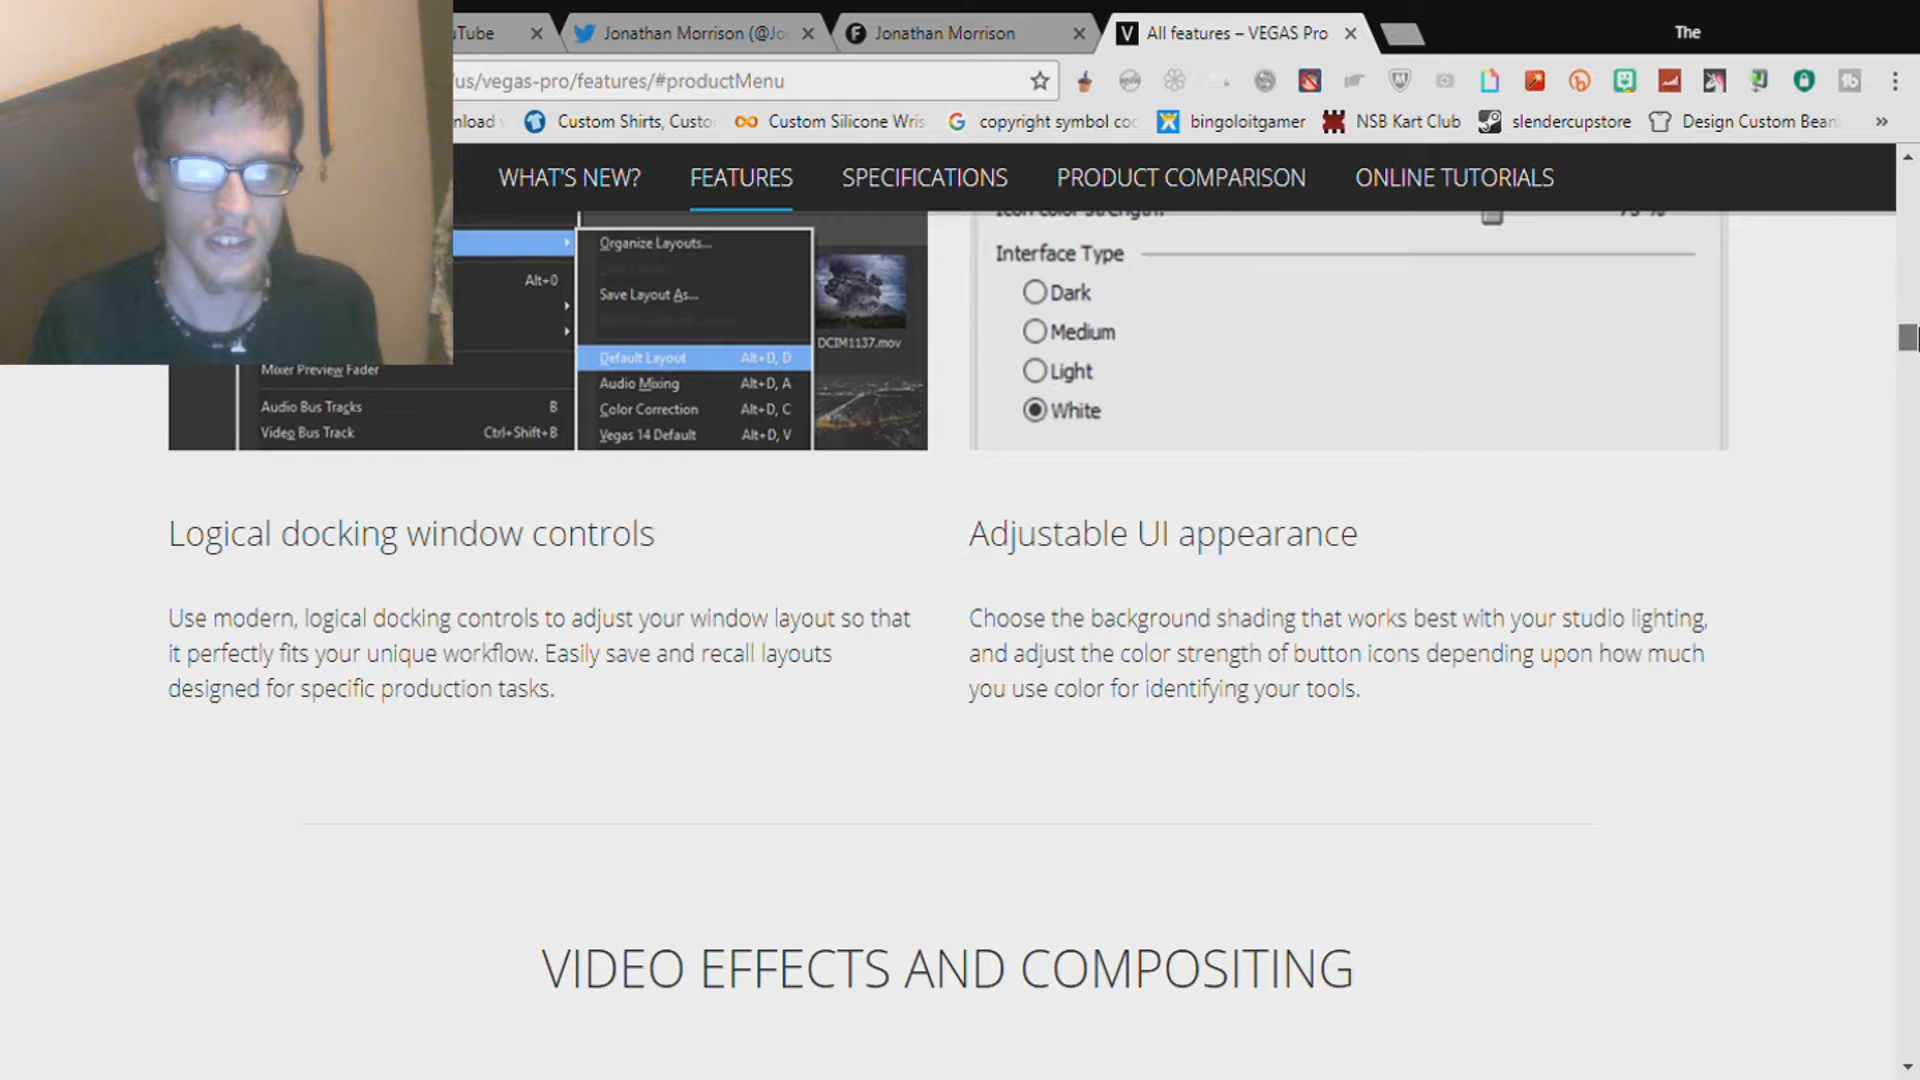 uTube
Jonathan Morrison (@Jo
Jonathan Morrison
All features – VEGAS Pro
The
/us/vegas-pro/features/#productMenu
nload
Custom Shirts, Custo
Custom Silicone Wris
copyright symbol co
bingoloitgamer
NSB Kart Club
slendercupstore
Design Custom Bean
»
WHAT'S NEW?
FEATURES
SPECIFICATIONS
PRODUCT COMPARISON
ONLINE TUTORIALS
Icon color strength:
75 %
Organize Layouts...
Interface Type
Alt+0
Save Layout As...
Dark
Medium
DCIM1137.mov
Default Layout Alt+D, D
Light
Mixer Preview Fader
Audio Mixing Alt+D, A
White
Audio Bus Tracks B
Color Correction Alt+D, C
Video Bus Track Ctrl+Shift+B
Vegas 14 Default Alt+D, V
Logical docking window controls
Use modern, logical docking controls to adjust your window layout so that
it perfectly fits your unique workflow. Easily save and recall layouts
designed for specific production tasks.
Adjustable UI appearance
Choose the background shading that works best with your studio lighting,
and adjust the color strength of button icons depending upon how much
you use color for identifying your tools.
VIDEO EFFECTS AND COMPOSITING